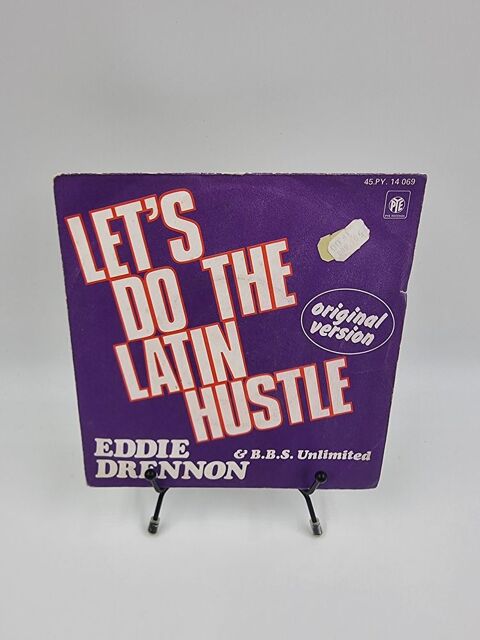 45.PY. 14 069
PYE
LET'S
DO THE
LATIN
HUSTLE
original
version
EDDIE
DRENNON
& B.B.S. Unlimited